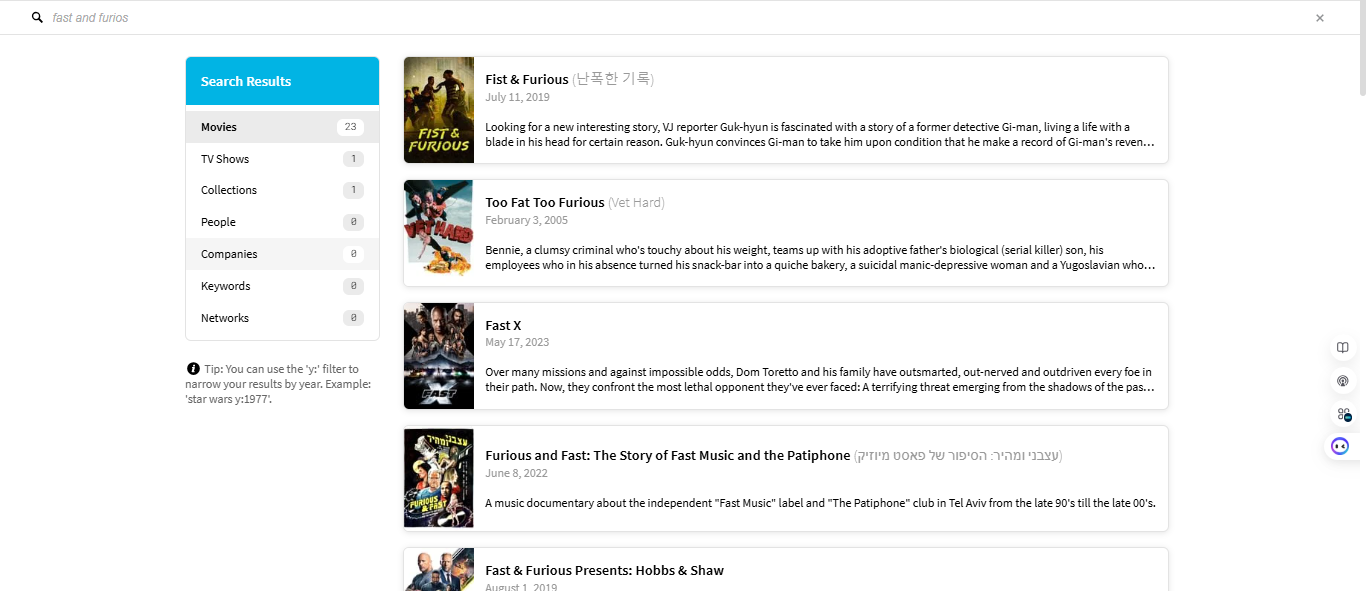 fast and furios
Search Results
Movies 23
TV Shows 1
Collections 1
People 0
Companies 0
Keywords 0
Networks 0
Tip: You can use the 'y:' filter to
narrow your results by year. Example:
'star wars y:1977'.
FIST &
FURIOUS
Fist & Furious (난폭한 기록)
July 11, 2019
Looking for a new interesting story, VJ reporter Guk-hyun is fascinated with a story of a former detective Gi-man, living a life with a
blade in his head for certain reason. Guk-hyun convinces Gi-man to take him upon condition that he make a record of Gi-man's reven…
VET HARD
Too Fat Too Furious (Vet Hard)
February 3, 2005
Bennie, a clumsy criminal who's touchy about his weight, teams up with his adoptive father's biological (serial killer) son, his
employees who in his absence turned his snack-bar into a quiche bakery, a suicidal manic-depressive woman and a Yugoslavian who…
FAST
X
Fast X
May 17, 2023
Over many missions and against impossible odds, Dom Toretto and his family have outsmarted, out-nerved and outdriven every foe in
their path. Now, they confront the most lethal opponent they've ever faced: A terrifying threat emerging from the shadows of the pas…
עצבני ומהיר
FURIOUS
& FAST
Furious and Fast: The Story of Fast Music and the Patiphone (עצבני ומהיר: הסיפור של פאסט מיוזיק)
June 8, 2022
A music documentary about the independent "Fast Music" label and "The Patiphone" club in Tel Aviv from the late 90's till the late 00's.
Fast & Furious Presents: Hobbs & Shaw
August 1, 2019